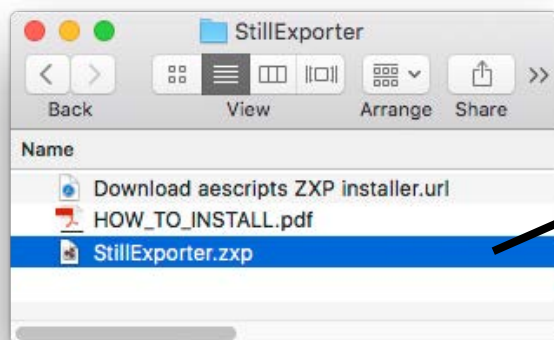 StillExporter
Back View Arrange Share
Name
Download aescripts ZXP installer.url
HOW_TO_INSTALL.pdf
StillExporter.zxp